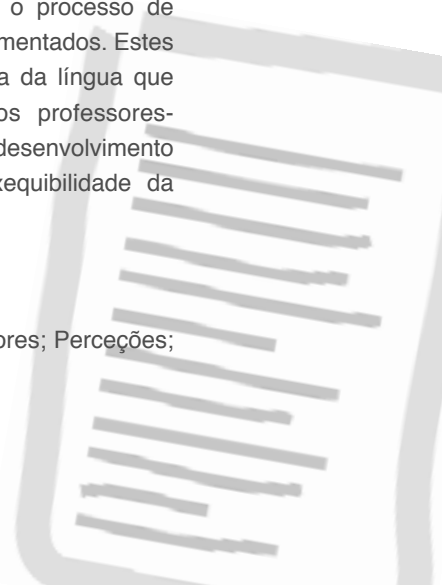 o processo de
mentados. Estes
a da língua que
os professores-
desenvolvimento
xequibilidade da
ores; Perceções;